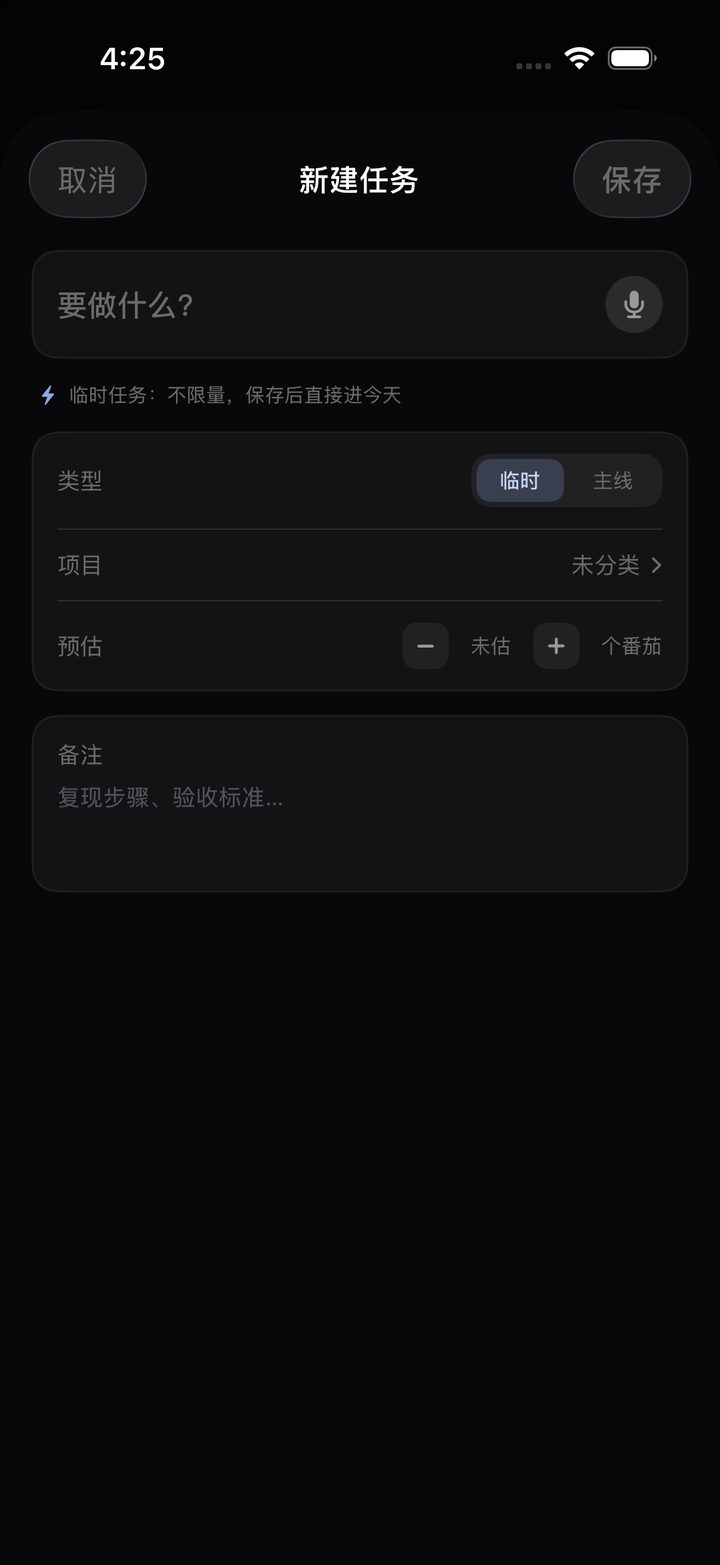 4:25
取消 新建任务 保存
要做什么?
临时任务：不限量，保存后直接进今天
类型 临时 主线
项目 未分类
预估 未估 个番茄
备注
复现步骤、验收标准...